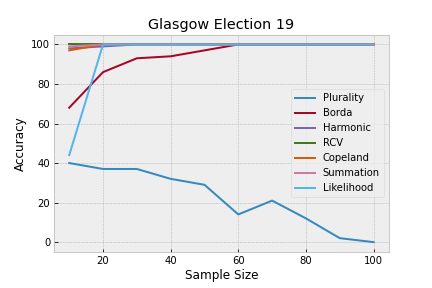 Glasgow Election 19
100
80
60
40
20
0
Accuracy
Plurality
Borda
Harmonic
RCV
Copeland
Summation
Likelihood
20
40
60
80
100
Sample Size